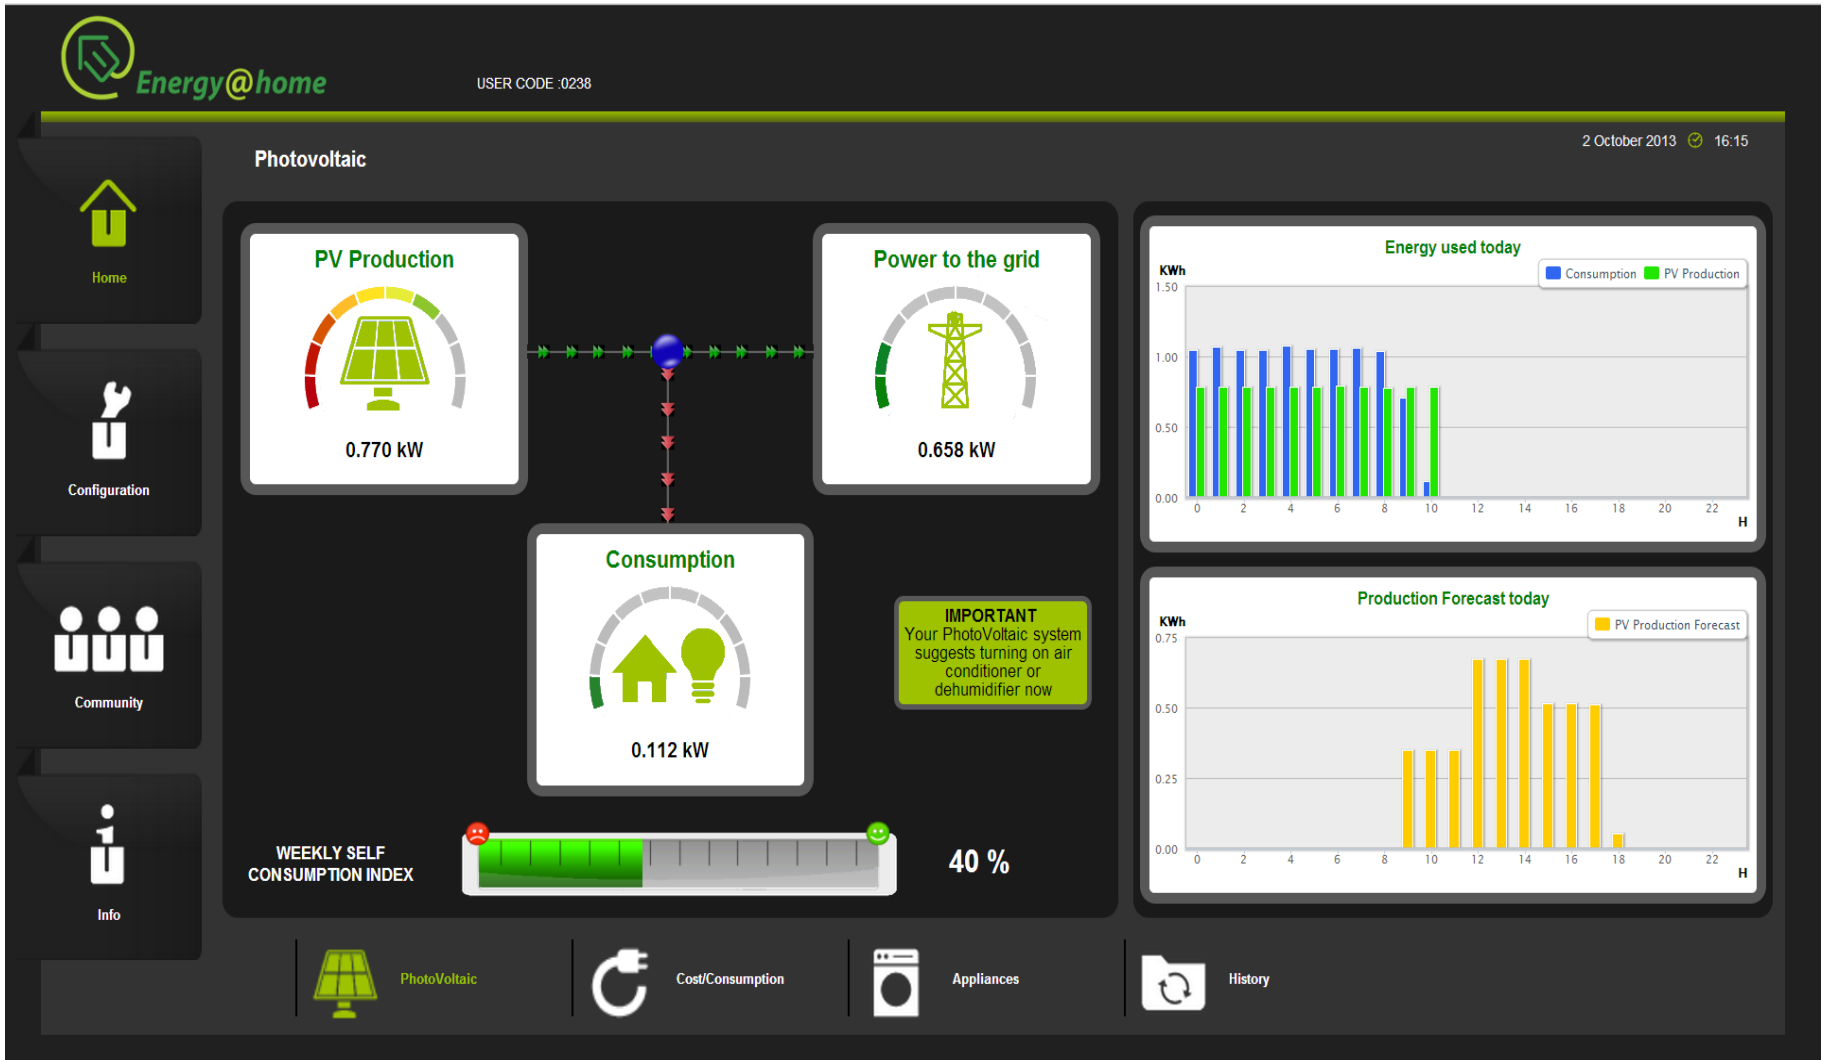 Energy@home
USER CODE :0238
2 October 2013 16:15
Photovoltaic
Home
Configuration
Community
Info
PV Production
0.770 kW
Power to the grid
0.658 kW
Consumption
0.112 kW
IMPORTANT
Your PhotoVoltaic system
suggests turning on air
conditioner or
dehumidifier now
WEEKLY SELF
CONSUMPTION INDEX
40 %
Energy used today
KWh
Consumption PV Production
1.50
1.00
0.50
0.00
0 2 4 6 8 10 12 14 16 18 20 22
H
Production Forecast today
KWh
PV Production Forecast
0.75
0.50
0.25
0.00
0 2 4 6 8 10 12 14 16 18 20 22
H
PhotoVoltaic
Cost/Consumption
Appliances
History